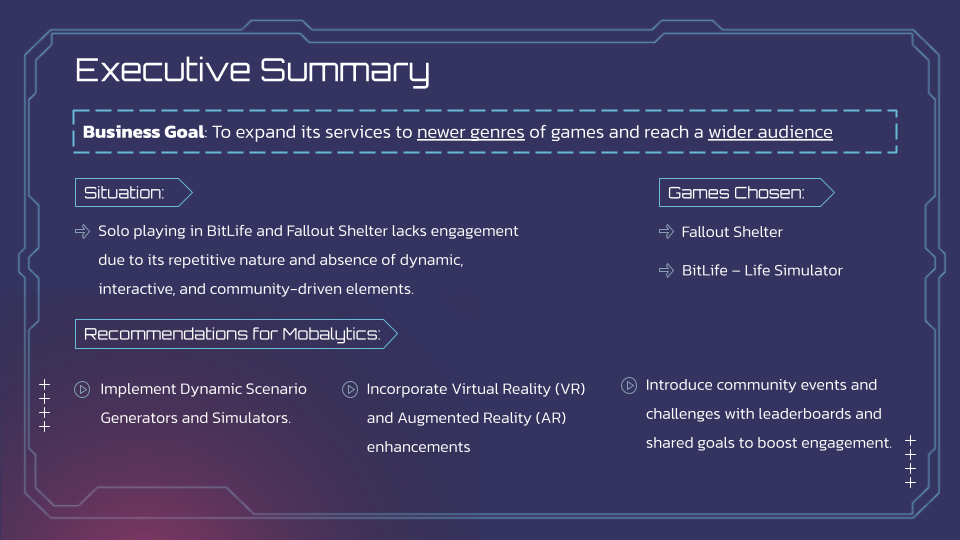 Executive Summary
Business Goal: To expand its services to newer genres of games and reach a wider audience
Situation:
Solo playing in BitLife and Fallout Shelter lacks engagement
due to its repetitive nature and absence of dynamic,
interactive, and community-driven elements.
Games Chosen:
Fallout Shelter
BitLife – Life Simulator
Recommendations for Mobalytics:
Implement Dynamic Scenario
Generators and Simulators.
Incorporate Virtual Reality (VR)
and Augmented Reality (AR)
enhancements
Introduce community events and
challenges with leaderboards and
shared goals to boost engagement.